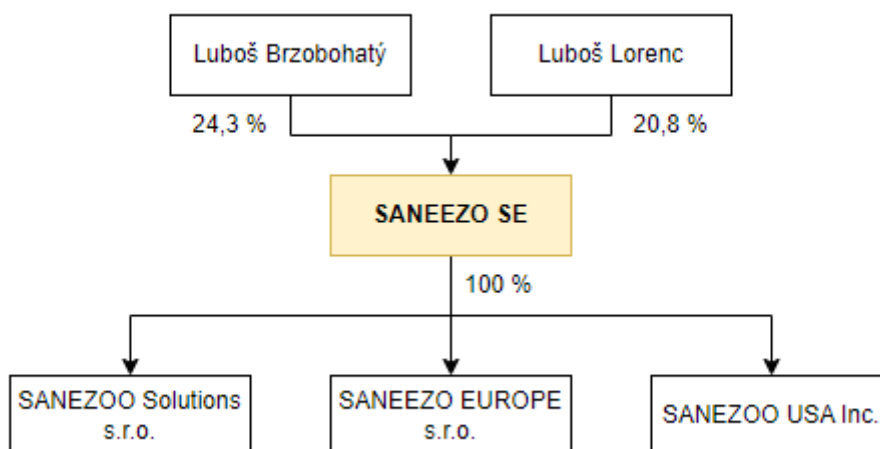 Luboš Brzobohatý
Luboš Lorenc
24,3 %
20,8 %
SANEEZO SE
100 %
SANEZOO Solutions
s.r.o.
SANEEZO EUROPE
s.r.o.
SANEZOO USA Inc.